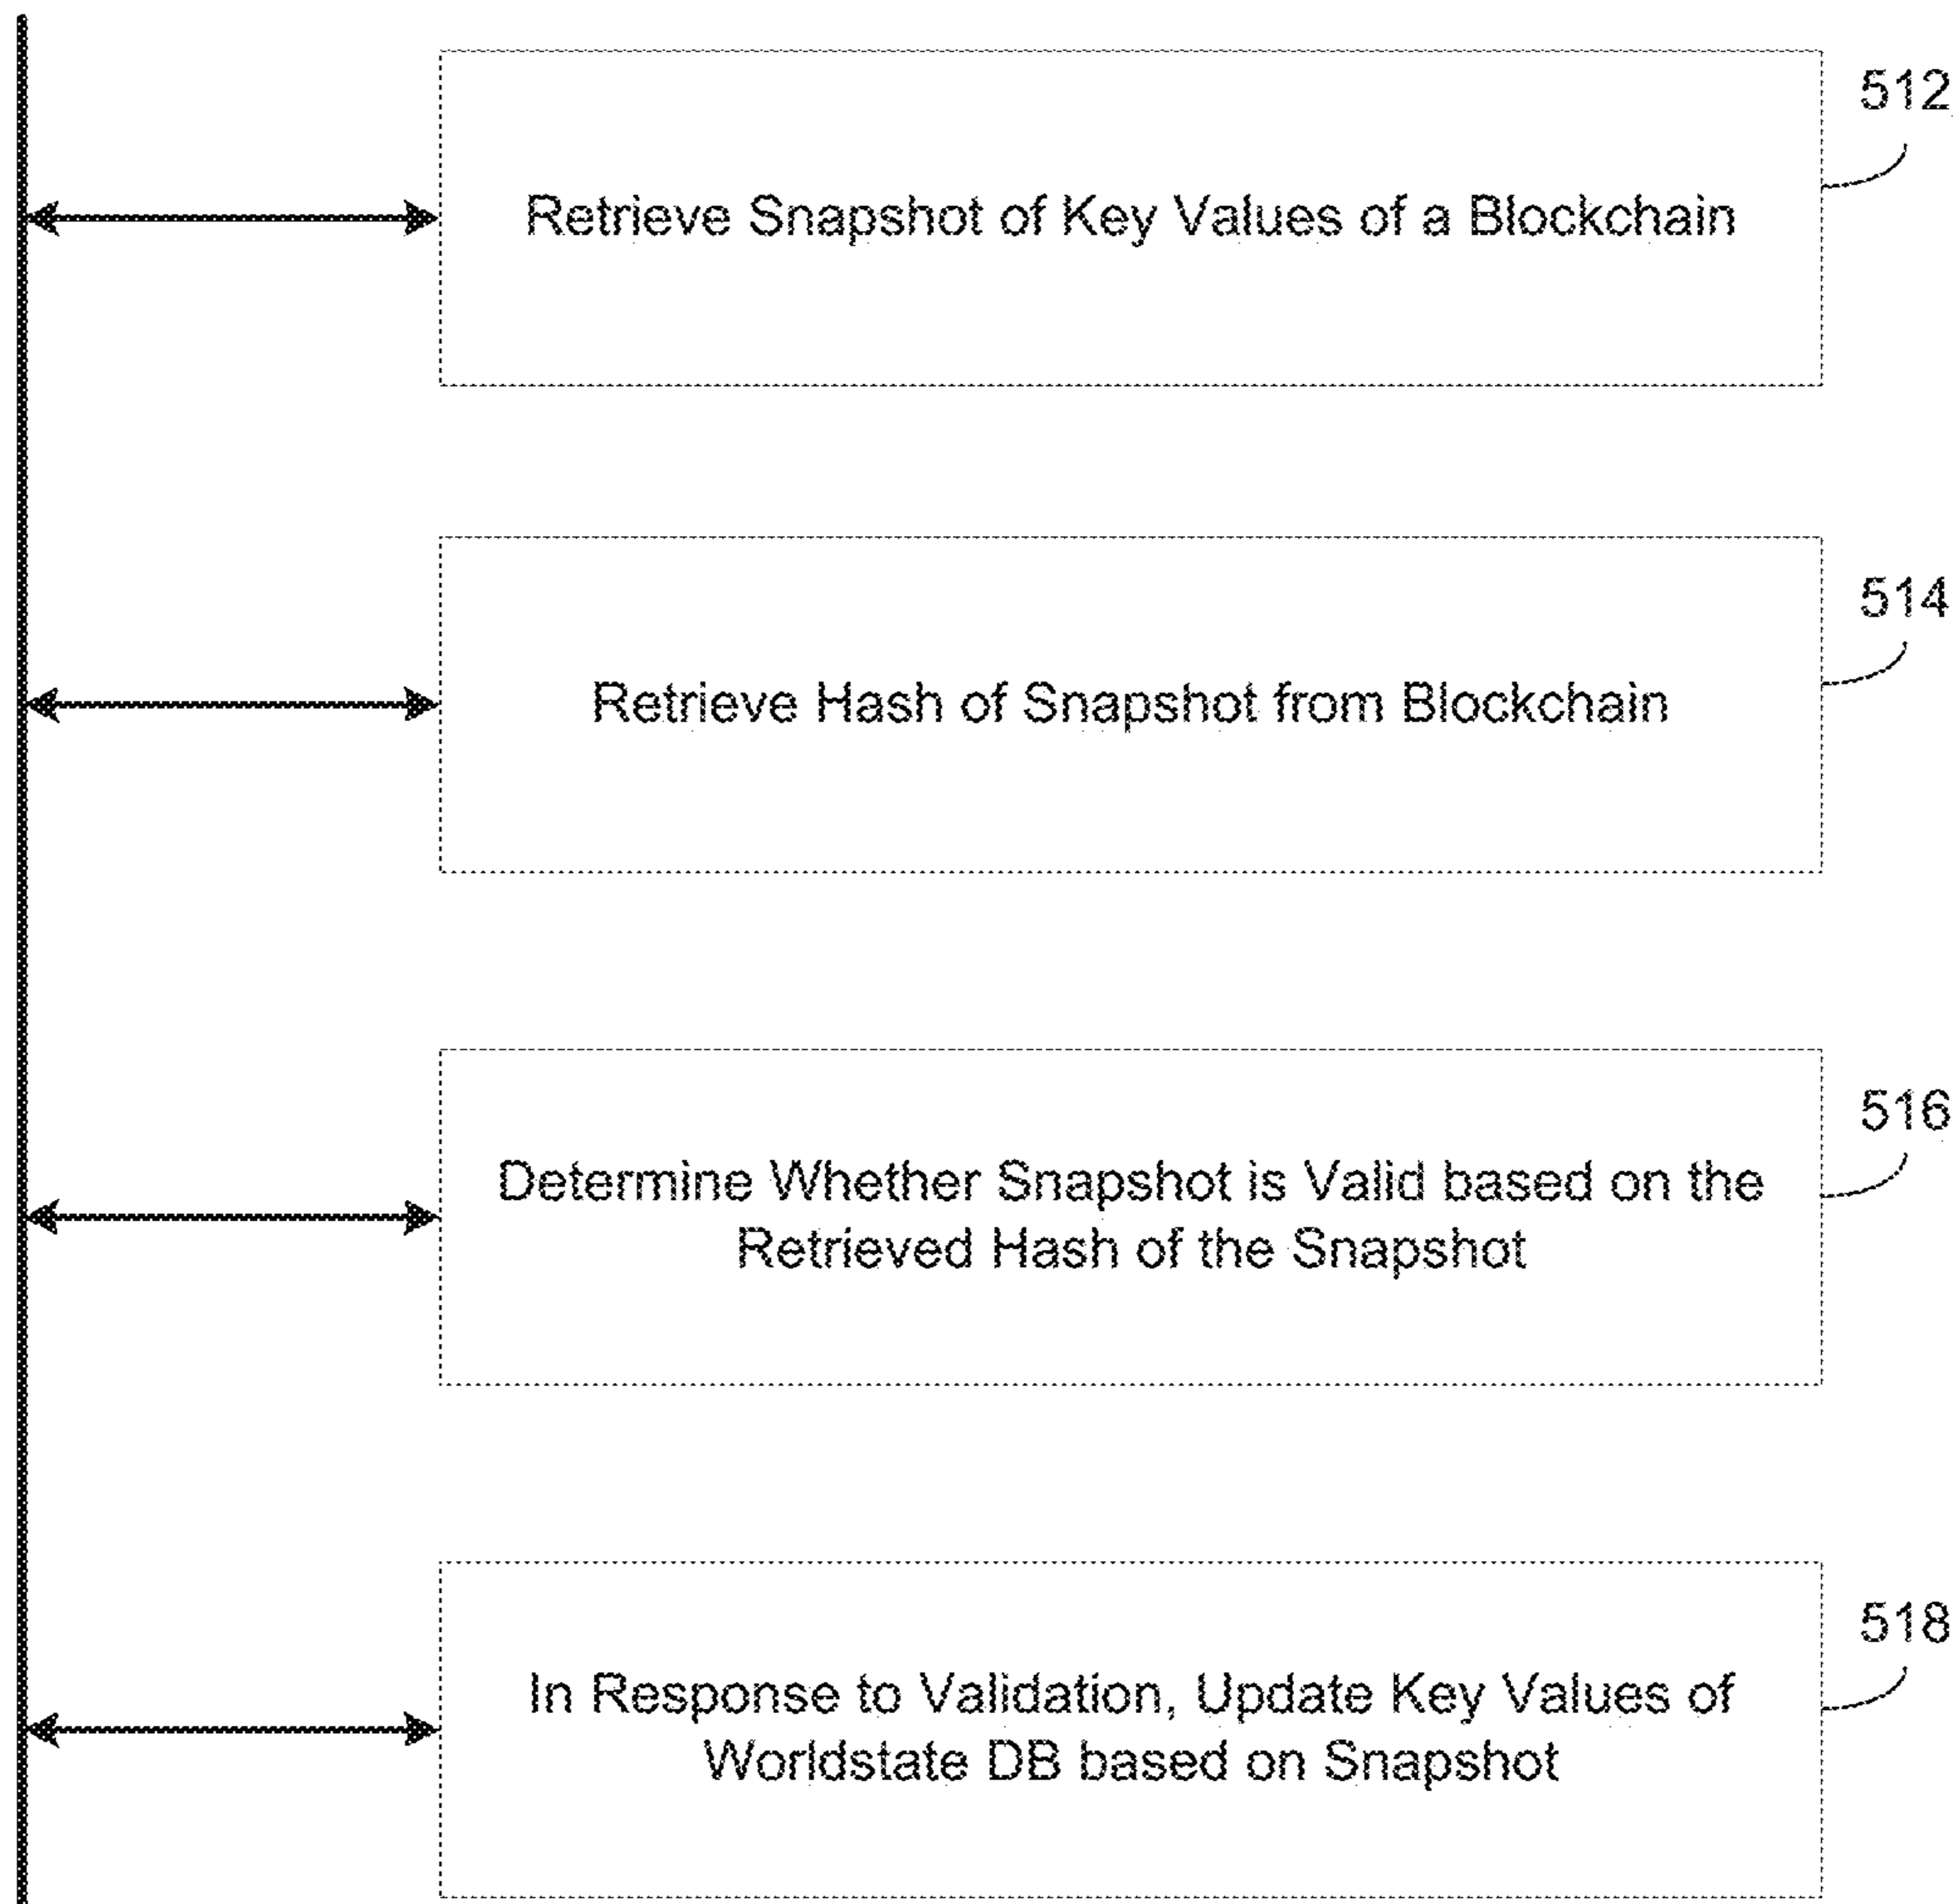 512
Retrieve Snapshot of Key Values of a Blockchain
514
Retrieve Hash of Snapshot from Blockchain
516
Determine Whether Snapshot is Valid based on the
Retrieved Hash of the Snapshot
518
In Response to Validation, Update Key Values of
Worldstate DB based on Snapshot